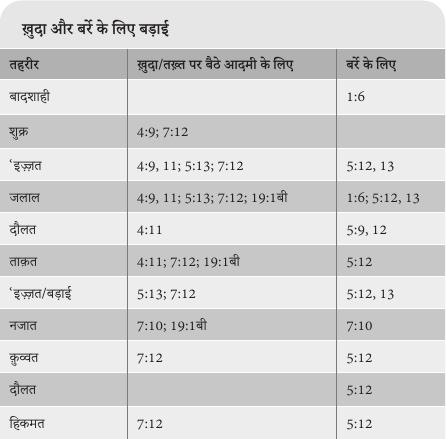 ख़ुदा और बर्रे के लिए बड़ाई
तह़रीर ख़ुदा/तख़्त पर बैठे आदमी के लिए बर्रे के लिए
बादशाही 1:6
शुक्र 4:9; 7:12
‘इज़्ज़त 4:9, 11; 5:13; 7:12 5:12, 13
जलाल 4:9, 11; 5:13; 7:12; 19:1बी 1:6; 5:12, 13
दौलत 4:11 5:9, 12
ताक़त 4:11; 7:12; 19:1बी 5:12
‘इज़्ज़त/बड़ाई 5:13; 7:12 5:12, 13
नजात 7:10; 19:1बी 7:10
क़ुव्वत 7:12 5:12
दौलत 5:12
हिकमत 7:12 5:12